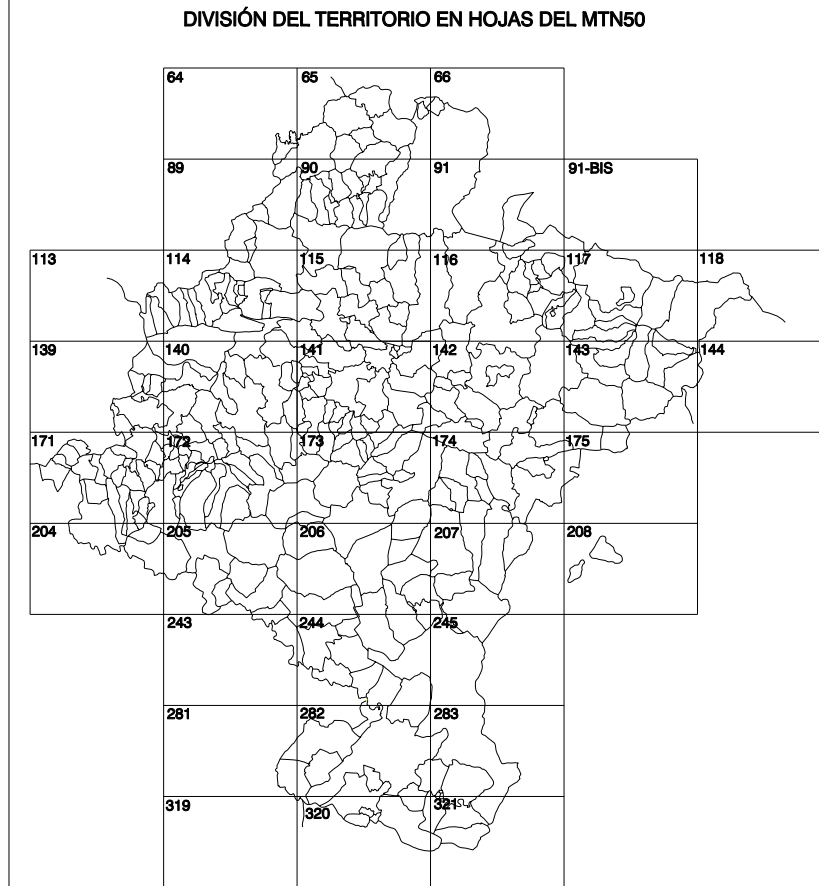 DIVISIÓN DEL TERRITORIO EN HOJAS DEL MTN50
64 65 66
89 90 91 91-BIS
113 114 115 116 117 118
139 140 141 142 143 144
171 172 173 174 175
204 205 206 207 208
243 244 245
281 282 283
319 320 321